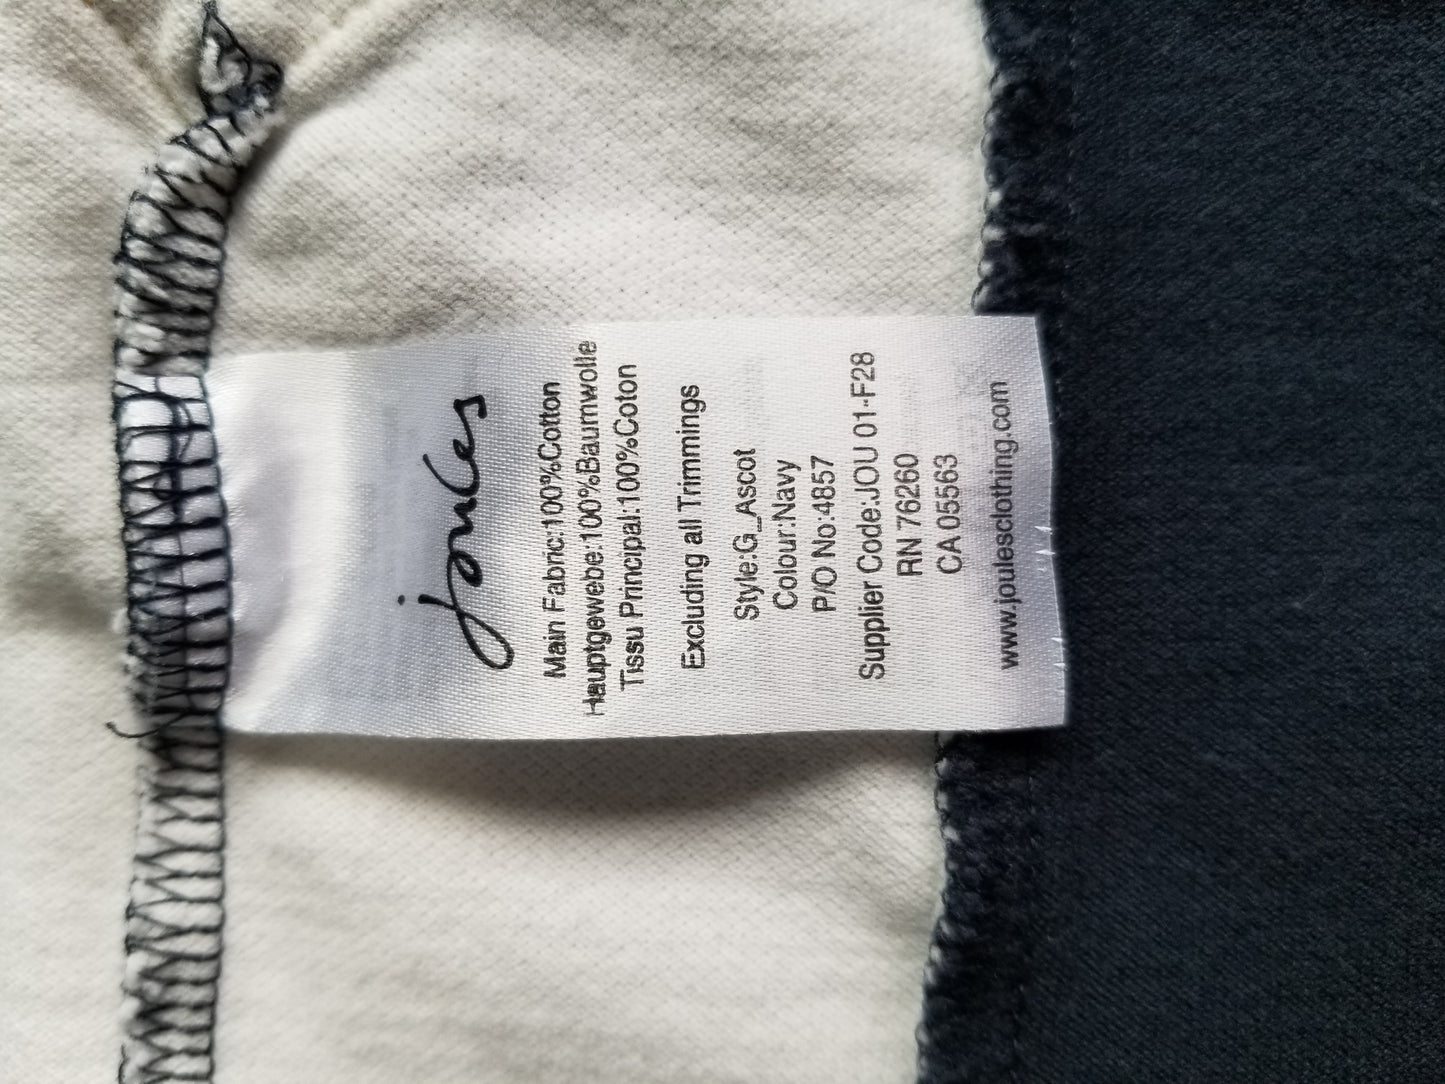 joules
Main Fabric:100%Cotton
Hauptgewebe:100%Baumwolle
Tissu Principal:100%Coton
Excluding all Trimmings
Style:G_Ascot
Colour:Navy
P/O No:4857
Supplier Code:JOU 01-F28
RN 76260
CA 05563
www.joulesclothing.com